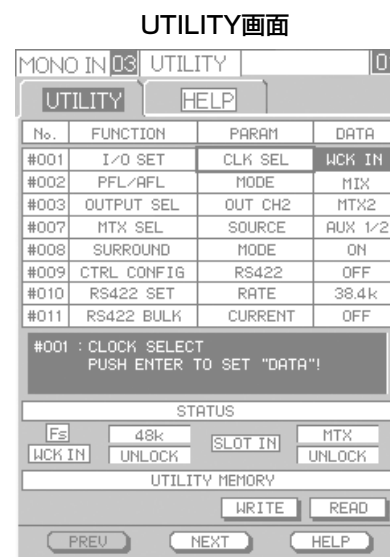 UTILITY画面
MONO IN 03 UTILITY 0
UTILITY HELP
No. FUNCTION PARAM DATA
#001 I/O SET CLK SEL WCK IN
#002 PFL/AFL MODE MIX
#003 OUTPUT SEL OUT CH2 MTX2
#007 MTX SEL SOURCE AUX 1/2
#008 SURROUND MODE ON
#009 CTRL CONFIG RS422 OFF
#010 RS422 SET RATE 38.4k
#011 RS422 BULK CURRENT OFF
#001 : CLOCK SELECT
PUSH ENTER TO SET "DATA"!
STATUS
Fs 48k SLOT IN MTX
WCK IN UNLOCK UNLOCK
UTILITY MEMORY
WRITE READ
PREV NEXT HELP